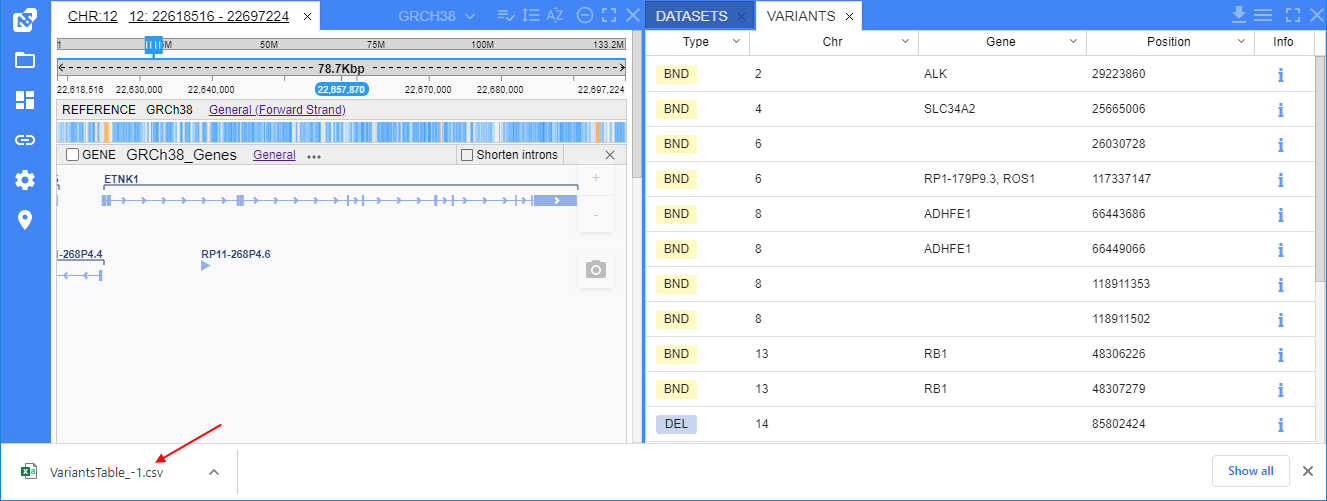 CHR:12 12: 22618516 - 22697224 × GRCH38
1 25M 50M 75M 100M 133.2M
78.7Kbp
22,618,516 22,630,000 22,640,000 22,657,870 22,670,000 22,680,000 22,697,224
REFERENCE GRCh38 General (Forward Strand)
GENE GRCh38_Genes General ... Shorten introns ×
ETNK1
+
-
-268P4.4 RP11-268P4.6
DATASETS × VARIANTS ×
Type Chr Gene Position Info
BND 2 ALK 29223860 i
BND 4 SLC34A2 25665006 i
BND 6 26030728 i
BND 6 RP1-179P9.3, ROS1 117337147 i
BND 8 ADHFE1 66443686 i
BND 8 ADHFE1 66449066 i
BND 8 118911353 i
BND 8 118911502 i
BND 13 RB1 48306226 i
BND 13 RB1 48307279 i
DEL 14 85802424 i
VariantsTable_-1.csv Show all ×